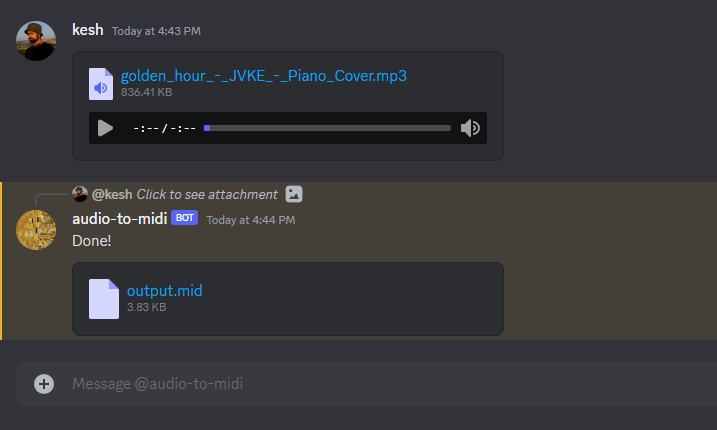 kesh Today at 4:43 PM
golden_hour_-_JVKE_-_Piano_Cover.mp3
836.41 KB
-:-- / -:--
@kesh Click to see attachment
audio-to-midi BOT Today at 4:44 PM
Done!
output.mid
3.83 KB
Message @audio-to-midi